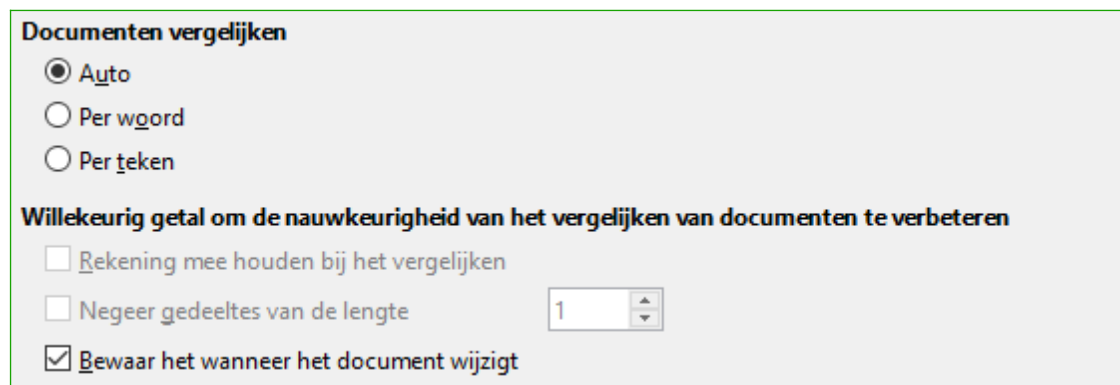 Documenten vergelijken
Auto
Per woord
Per teken
Willekeurig getal om de nauwkeurigheid van het vergelijken van documenten te verbeteren
Rekening mee houden bij het vergelijken
Negeer gedeeltes van de lengte 1
Bewaar het wanneer het document wijzigt